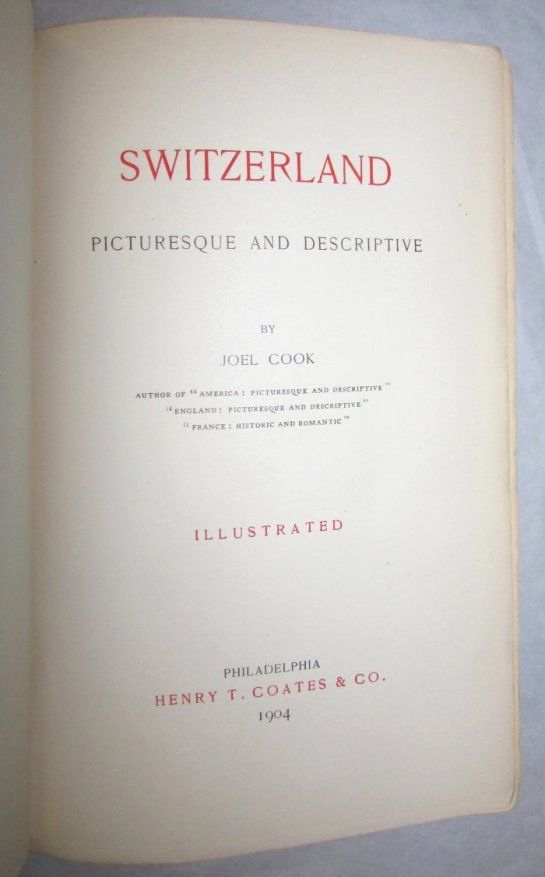 SWITZERLAND
PICTURESQUE AND DESCRIPTIVE
BY
JOEL COOK
AUTHOR OF "AMERICA: PICTURESQUE AND DESCRIPTIVE"
"ENGLAND: PICTURESQUE AND DESCRIPTIVE"
"FRANCE: HISTORIC AND ROMANTIC"
ILLUSTRATED
PHILADELPHIA
HENRY T. COATES & CO.
1904